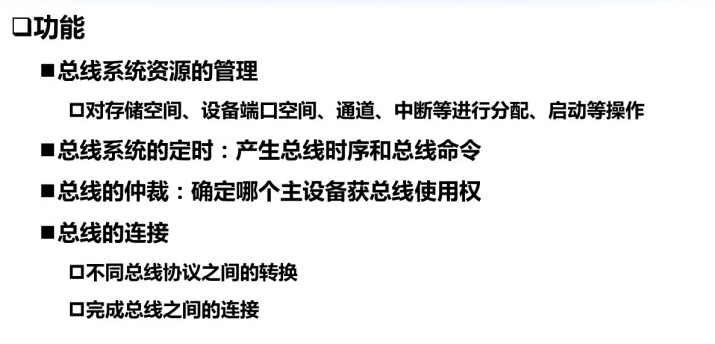 ❑功能
■总线系统资源的管理
□对存储空间、设备端口空间、通道、中断等进行分配、启动等操作
■总线系统的定时：产生总线时序和总线命令
■总线的仲裁：确定哪个主设备获总线使用权
■总线的连接
□不同总线协议之间的转换
□完成总线之间的连接